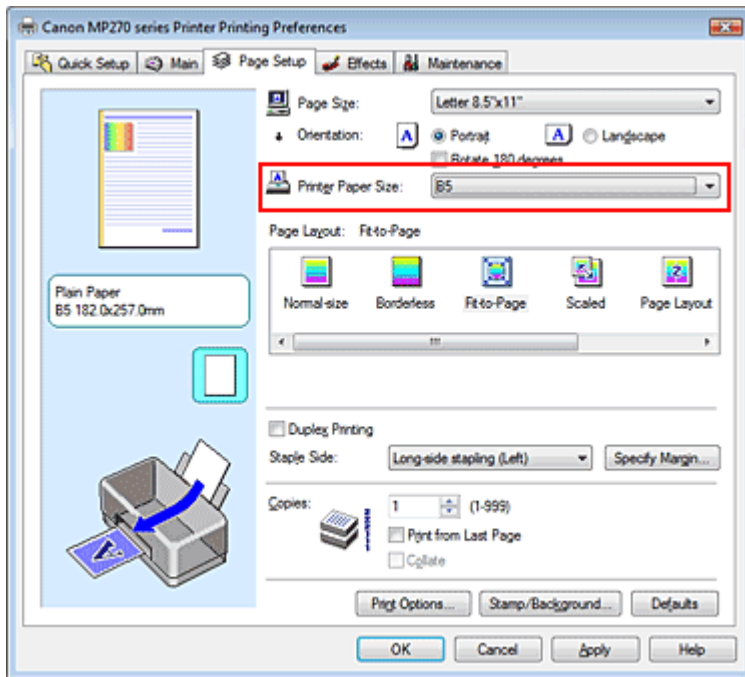 Canon MP270 series Printer Printing Preferences
Quick Setup Main Page Setup Effects Maintenance
Page Size: Letter 8.5"x11"
Orientation: A Portrait A Landscape
Rotate 180 degrees
Printer Paper Size: B5
Page Layout: Fit-to-Page
Normal-size Borderless Fit-to-Page Scaled Page Layout
Plain Paper
B5 182.0x257.0mm
Duplex Printing
Staple Side: Long-side stapling (Left) Specify Margin...
Copies: 1 (1-999)
Print from Last Page
Collate
Print Options... Stamp/Background... Defaults
OK Cancel Apply Help